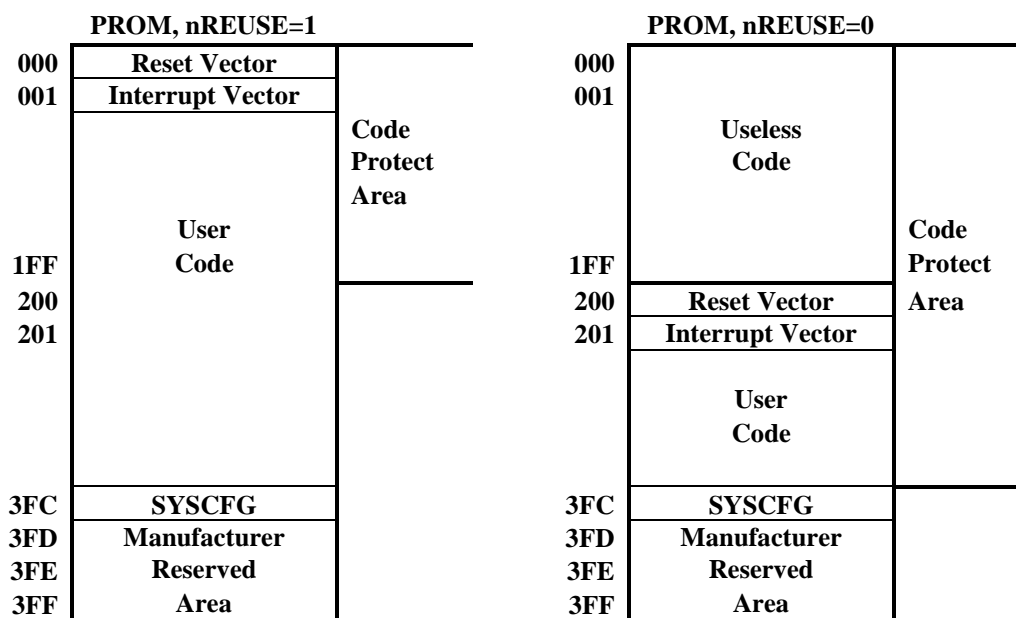 PROM, nREUSE=1
000 Reset Vector
001 Interrupt Vector
Code
Protect
Area
User
1FF Code
200
201
3FC SYSCFG
3FD Manufacturer
3FE Reserved
3FF Area
PROM, nREUSE=0
000
001
Useless
Code
Code
1FF Protect
200 Reset Vector Area
201 Interrupt Vector
User
Code
3FC SYSCFG
3FD Manufacturer
3FE Reserved
3FF Area